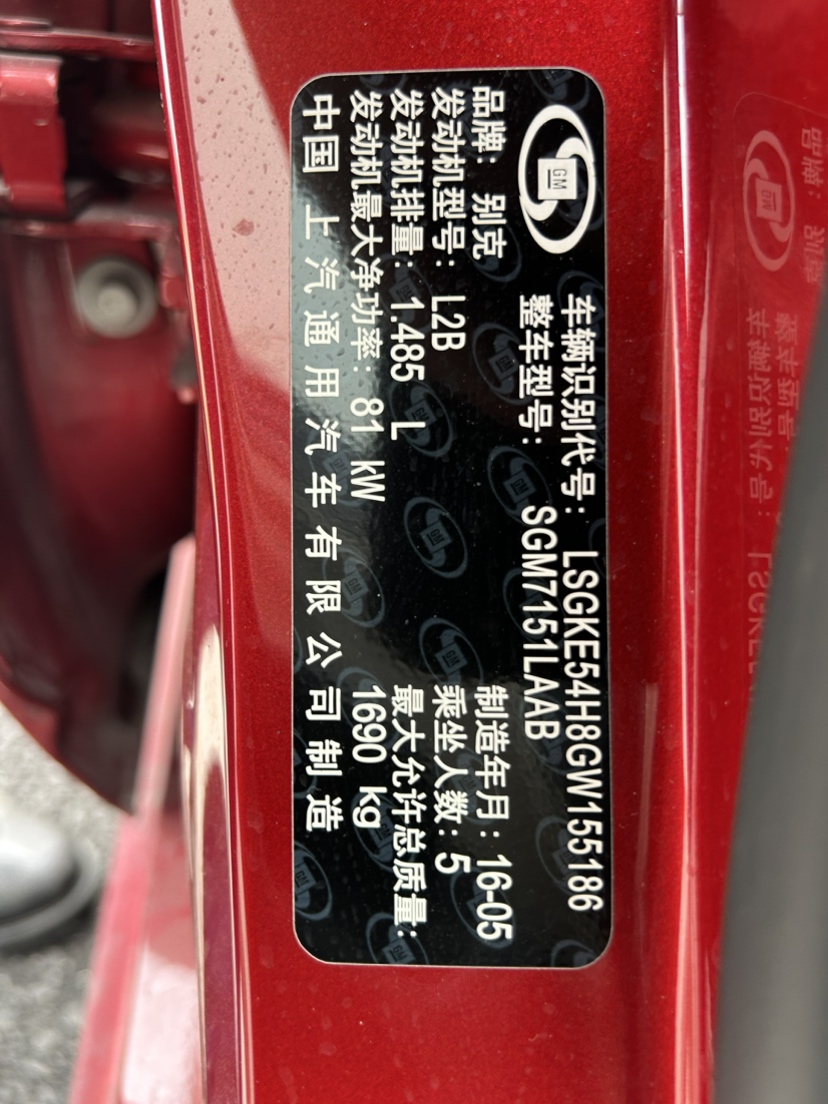 GM
车辆识别代号: LSGKE54H8GW155186
整车型号: SGM7151LAAB
品牌: 别克
制造年月: 16-05
发动机型号: L2B
乘坐人数: 5
发动机排量: 1.485 L
最大允许总质量:
发动机最大净功率: 81 kW
1690 kg
中国 上汽通用汽车有限公司制造